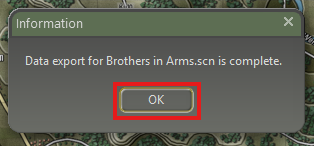 Information
Data export for Brothers in Arms.scn is complete.
OK